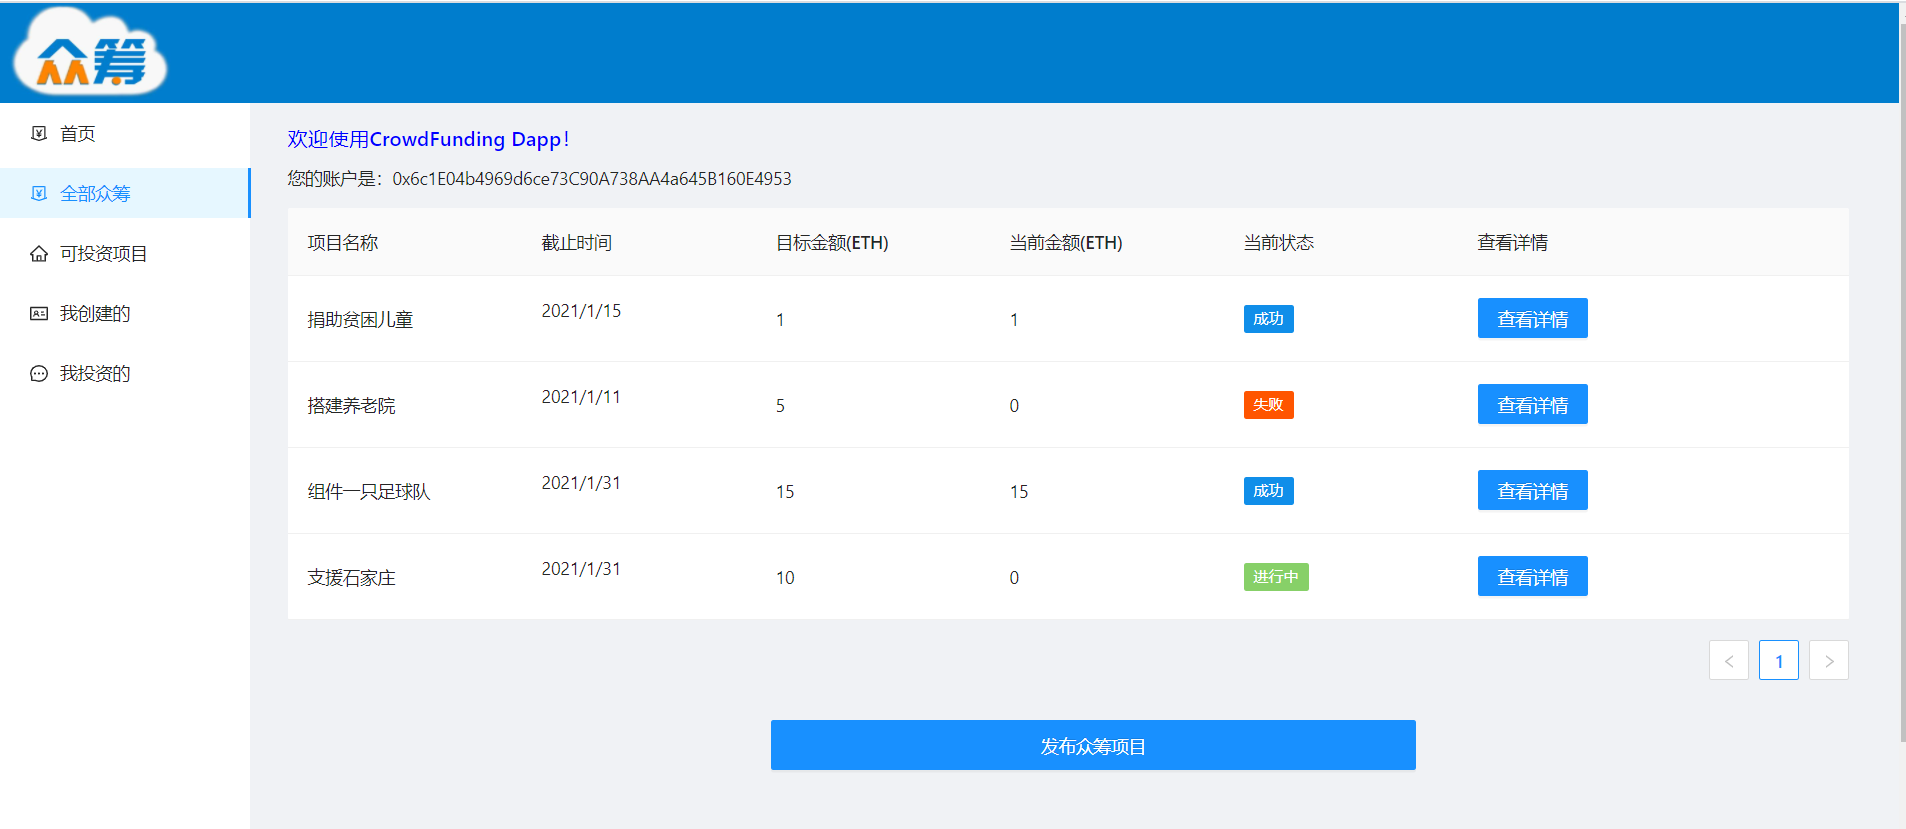 众筹
首页
全部众筹
可投资项目
我创建的
我投资的
欢迎使用CrowdFunding Dapp！
您的账户是：0x6c1E04b4969d6ce73C90A738AA4a645B160E4953
项目名称 截止时间 目标金额(ETH) 当前金额(ETH) 当前状态 查看详情
捐助贫困儿童 2021/1/15 1 1 成功 查看详情
搭建养老院 2021/1/11 5 0 失败 查看详情
组件一只足球队 2021/1/31 15 15 成功 查看详情
支援石家庄 2021/1/31 10 0 进行中 查看详情
< 1 >
发布众筹项目